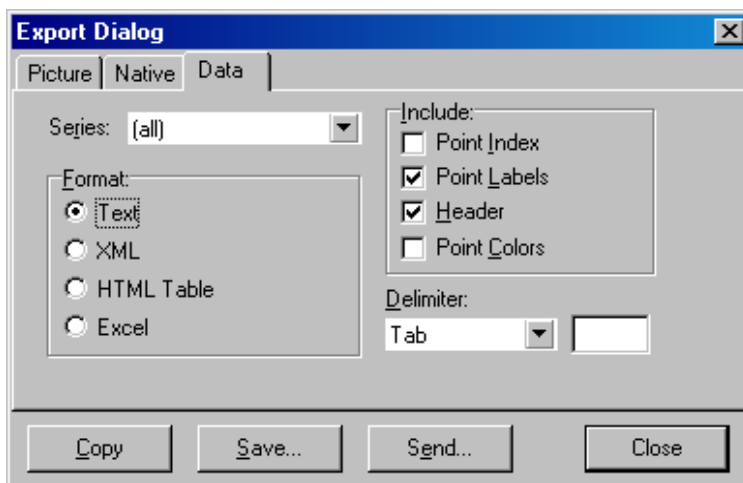 Export Dialog
Picture Native Data
Series: (all)
Format:
Text
XML
HTML Table
Excel
Include:
Point Index
Point Labels
Header
Point Colors
Delimiter:
Tab
Copy Save... Send... Close